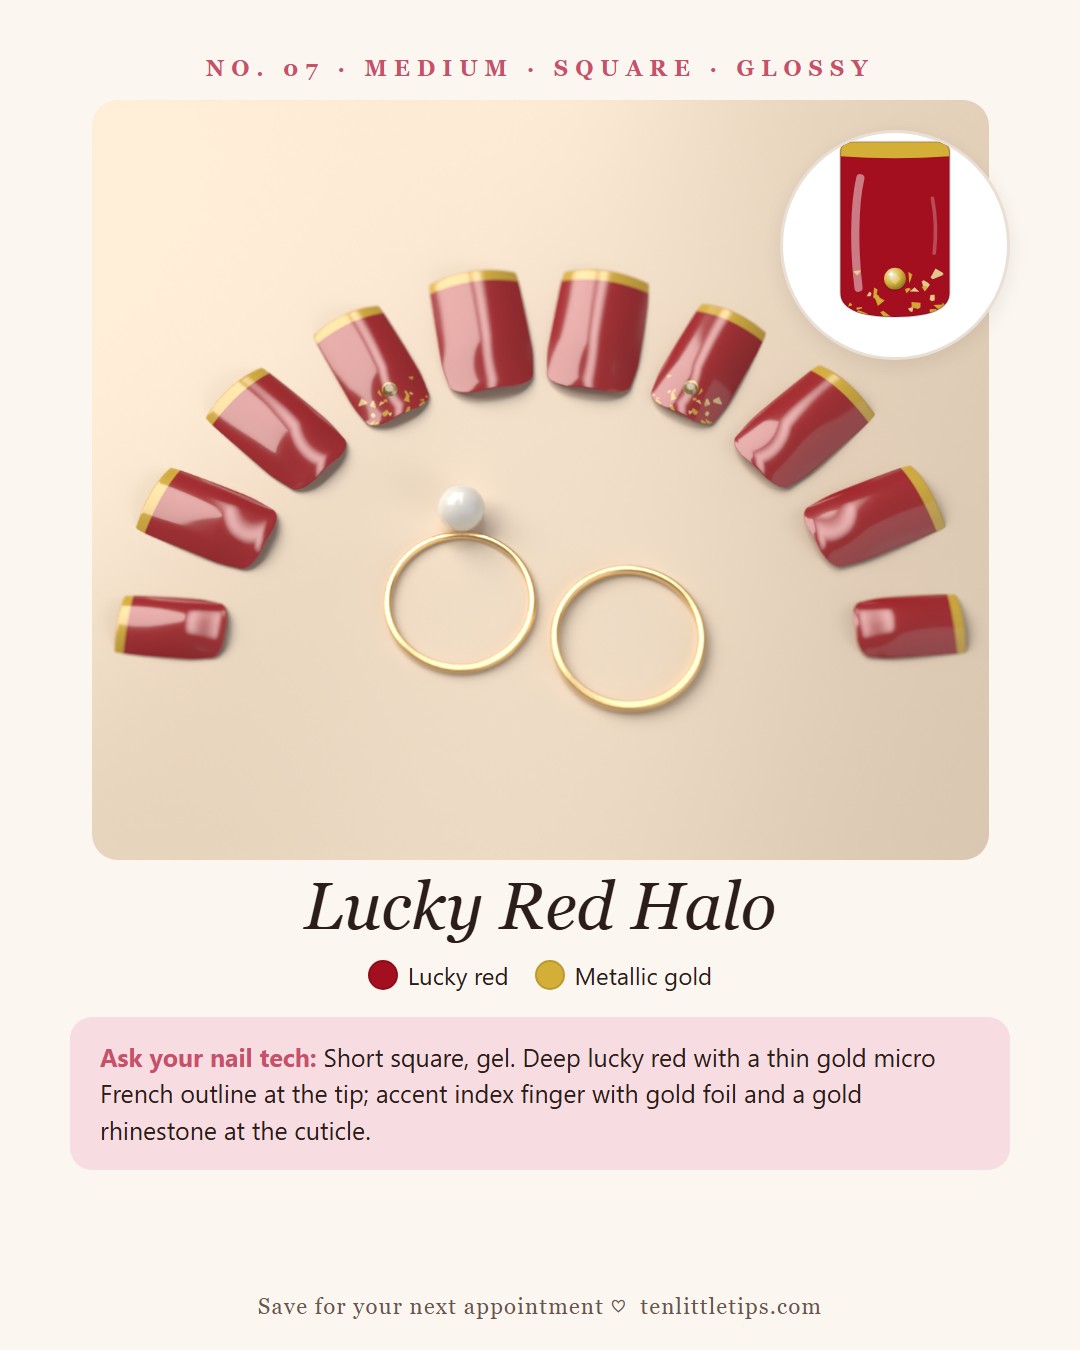 NO. 07 · MEDIUM · SQUARE · GLOSSY
Lucky Red Halo
Lucky red Metallic gold
Ask your nail tech: Short square, gel. Deep lucky red with a thin gold micro
French outline at the tip; accent index finger with gold foil and a gold
rhinestone at the cuticle.
Save for your next appointment ♡ tenlittletips.com